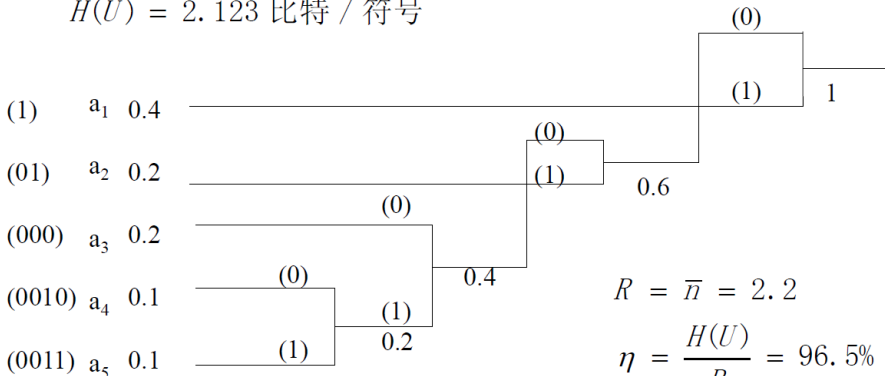 H(U) = 2.123 比特 / 符号
(0)
(1) a₁ 0.4 (1) 1
(0)
(01) a₂ 0.2 (1) 0.6
(0)
(000) a₃ 0.2
(0) 0.4
(0010) a₄ 0.1 (1) R = n̅ = 2.2
0.2
(0011) a₅ 0.1 (1) η = H(U)/R = 96.5%